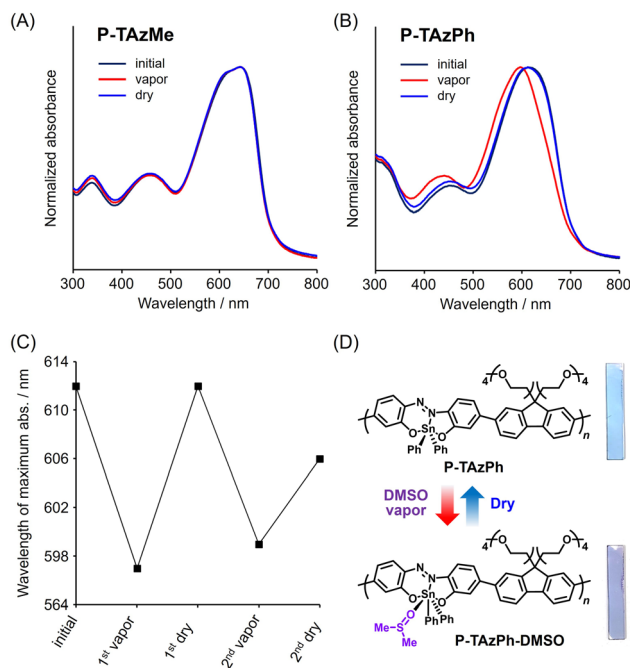 (A)
P-TAzMe
initial
vapor
dry
Normalized absorbance
300 400 500 600 700 800
Wavelength / nm
(B)
P-TAzPh
initial
vapor
dry
Normalized absorbance
300 400 500 600 700 800
Wavelength / nm
(C)
Wavelength of maximum abs. / nm
614
610
606
602
598
564
initial
1st vapor
1st dry
2nd vapor
2nd dry
(D)
4 O O 4
N N
O Sn O
Ph Ph
n
P-TAzPh
DMSO
vapor
Dry
4 O O 4
N N
O Sn O
O Ph Ph
Me S
Me
n
P-TAzPh-DMSO